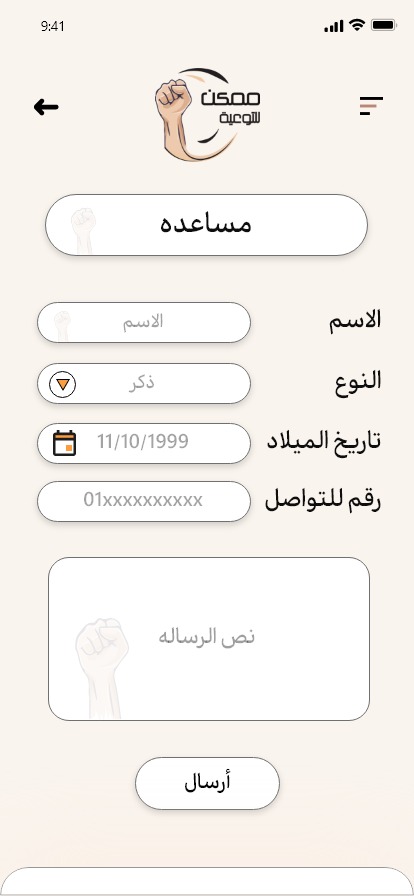 9:41
ممكن
للتوعية
مساعده
الاسم
الاسم
النوع
ذكر
تاريخ الميلاد
11/10/1999
رقم للتواصل
01xxxxxxxxxx
نص الرساله
أرسال